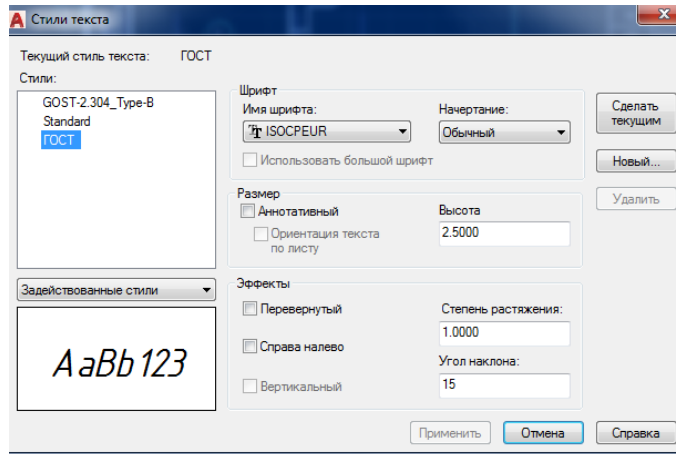 Стили текста
Текущий стиль текста: ГОСТ
Стили:
GOST-2.304_Type-B
Standard
ГОСТ
Задействованные стили
AaBb123
Шрифт
Имя шрифта:
ISOCPEUR
Начертание:
Обычный
Использовать большой шрифт
Размер
Аннотативный
Ориентация текста
по листу
Высота
2.5000
Эффекты
Перевернутый
Справа налево
Вертикальный
Степень растяжения:
1.0000
Угол наклона:
15
Сделать
текущим
Новый...
Удалить
Применить
Отмена
Справка